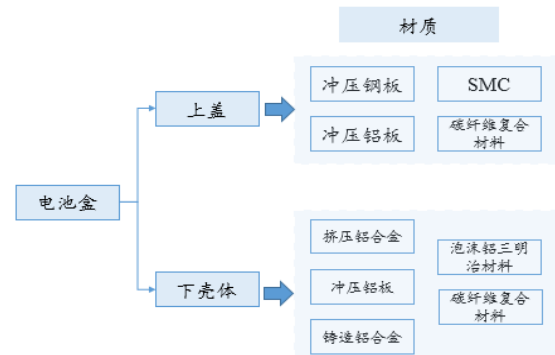 材质
上盖
冲压钢板
SMC
冲压铝板
碳纤维复合
材料
电池盒
下壳体
挤压铝合金
泡沫铝三明
治材料
冲压铝板
碳纤维复合
材料
铸造铝合金